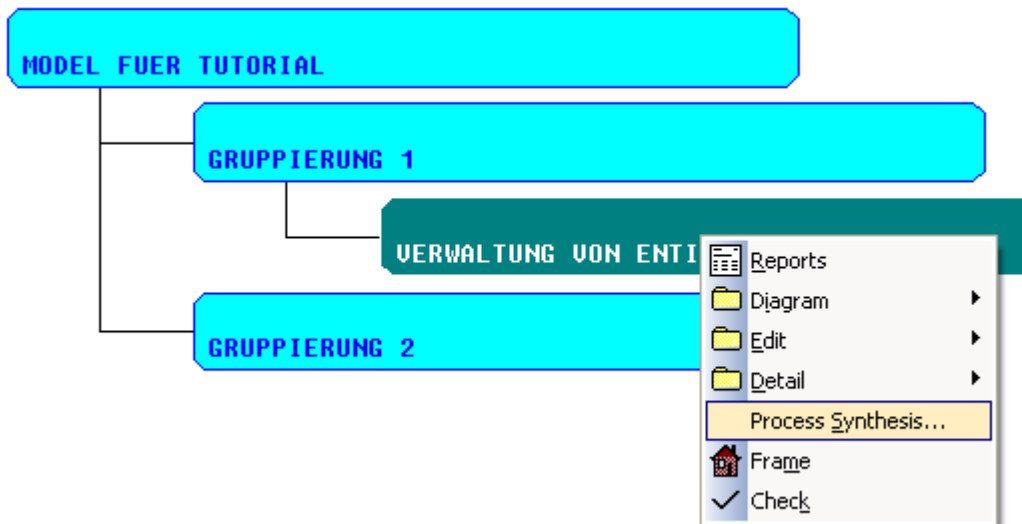 MODEL FUER TUTORIAL
GRUPPIERUNG 1
VERWALTUNG VON ENTI
GRUPPIERUNG 2
Reports
Diagram
Edit
Detail
Process Synthesis...
Frame
Check